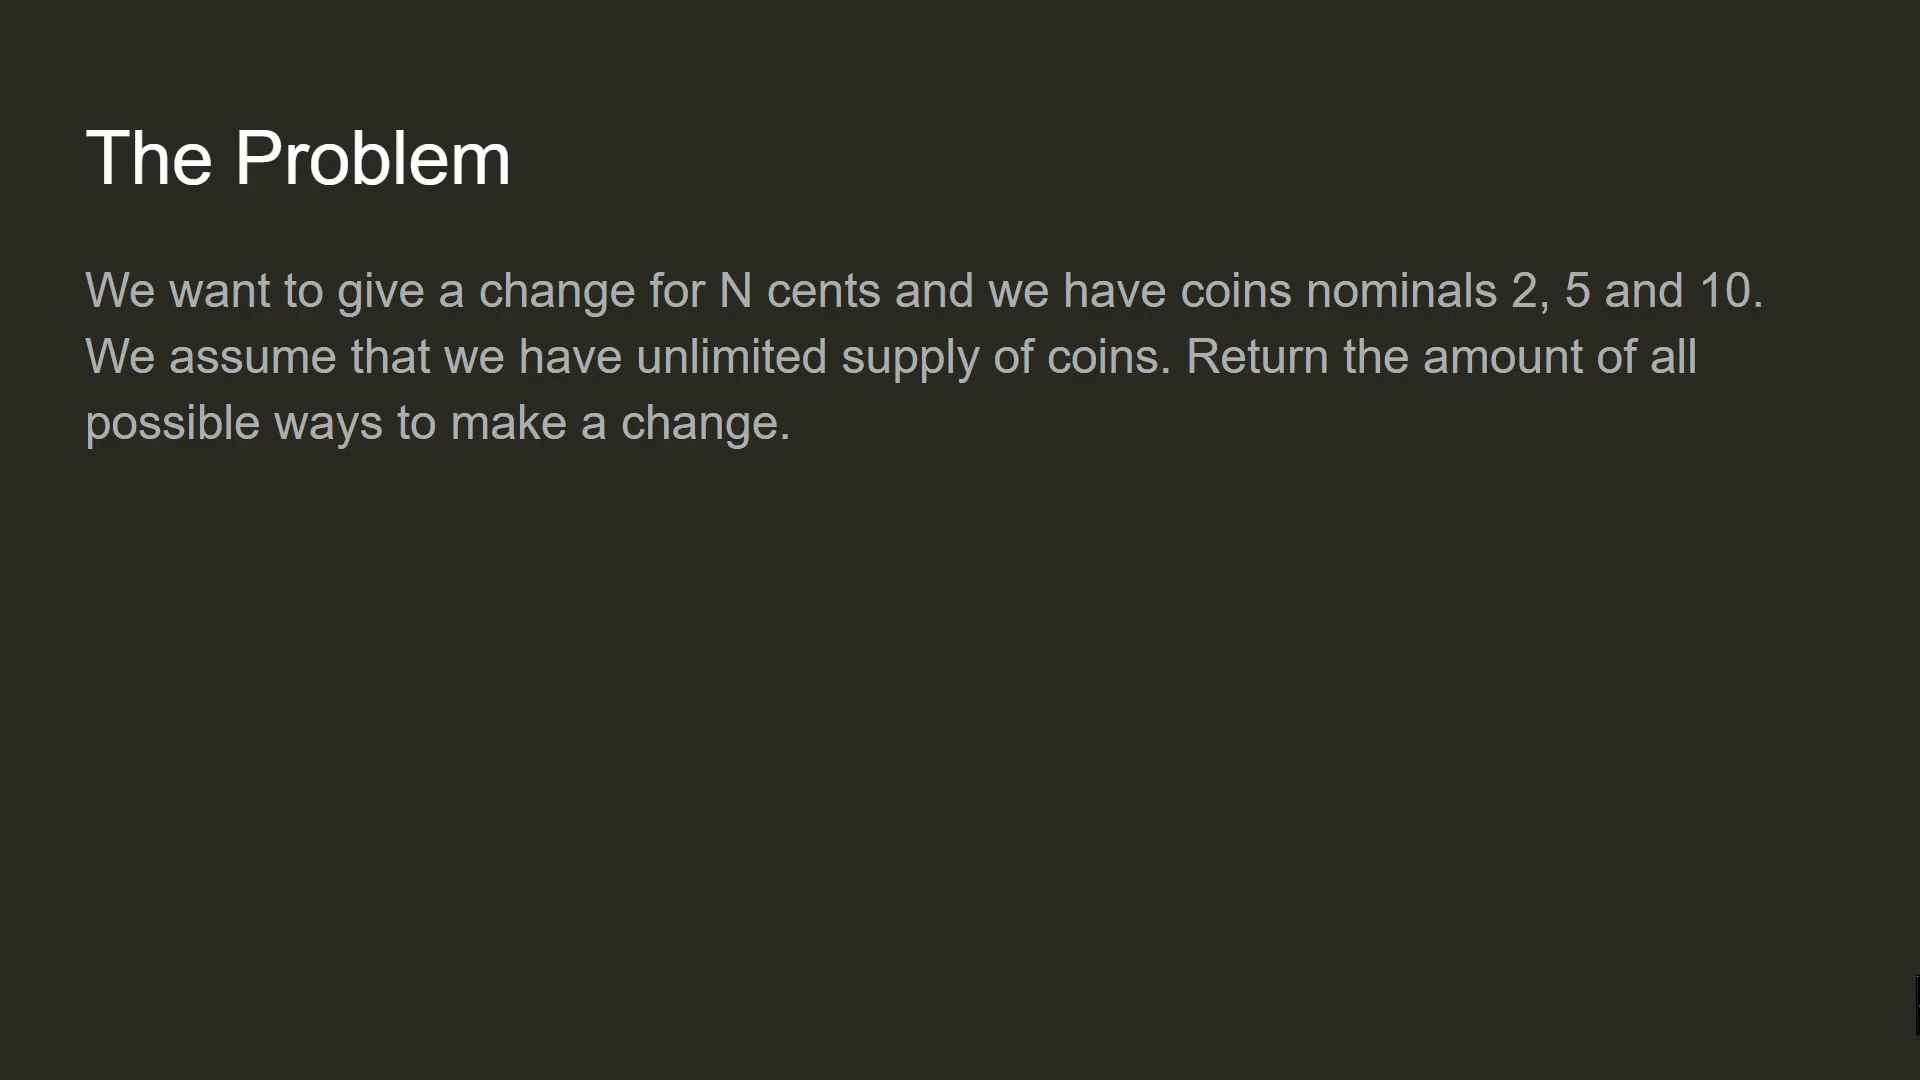 The Problem
We want to give a change for N cents and we have coins nominals 2, 5 and 10.
We assume that we have unlimited supply of coins. Return the amount of all
possible ways to make a change.